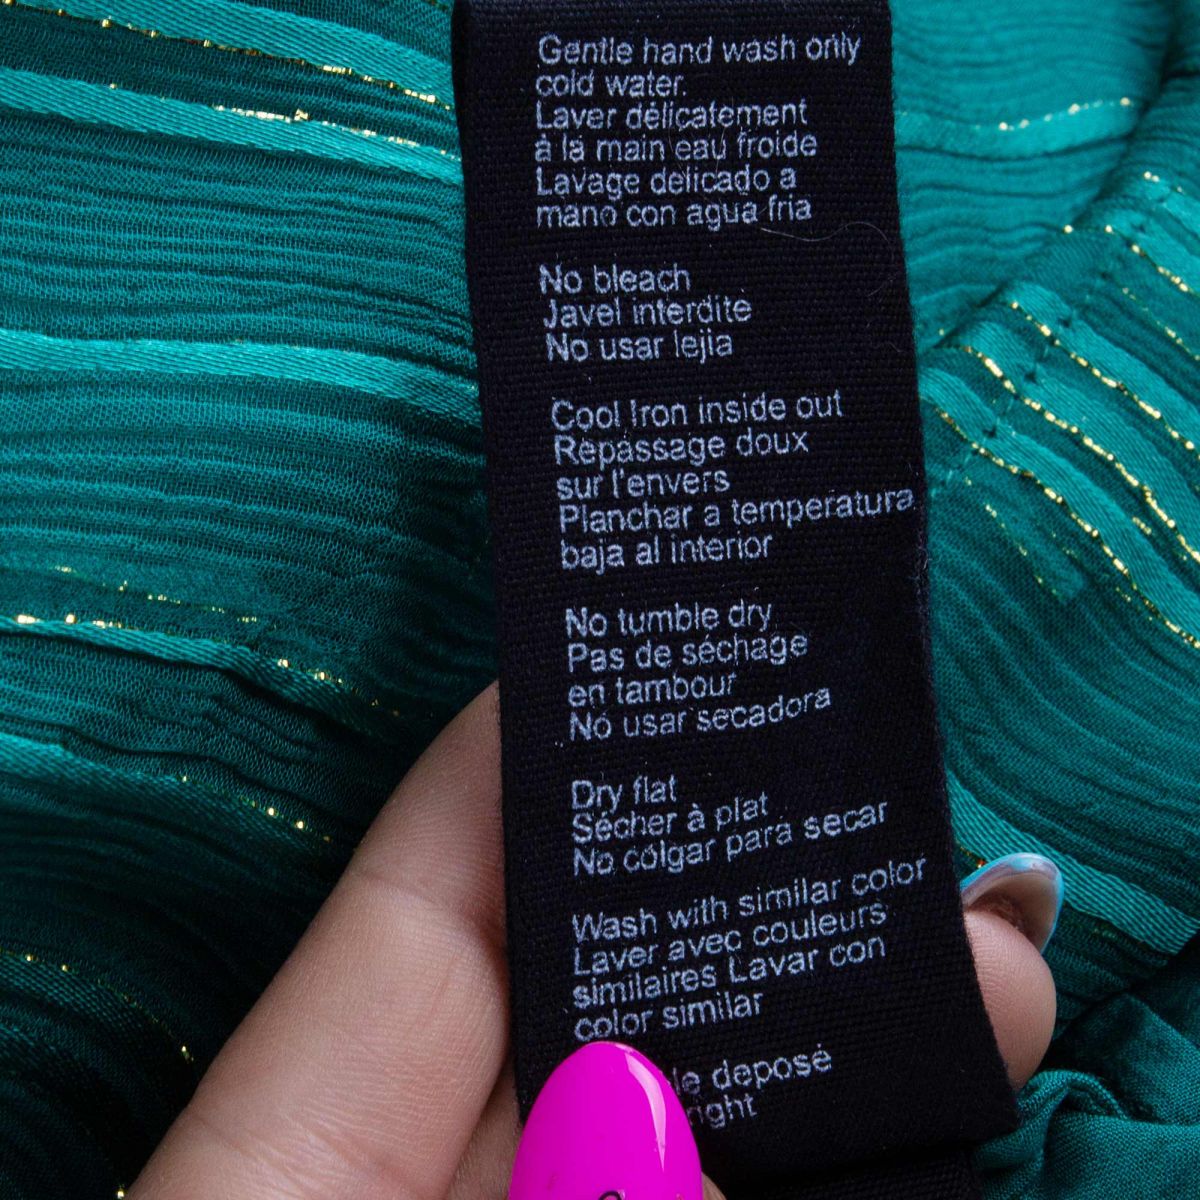 Gentle hand wash only
cold water.
Laver délicatement
à la main eau froide
Lavage delicado a
mano con agua fria
No bleach
Javel interdite
No usar lejia
Cool Iron inside out
Repassage doux
sur l'envers
Planchar a temperatura
baja al interior
No tumble dry
Pas de séchage
en tambour
No usar secadora
Dry flat
Sécher à plat
No colgar para secar
Wash with similar color
Laver avec couleurs
similaires Lavar con
color similar
deposé